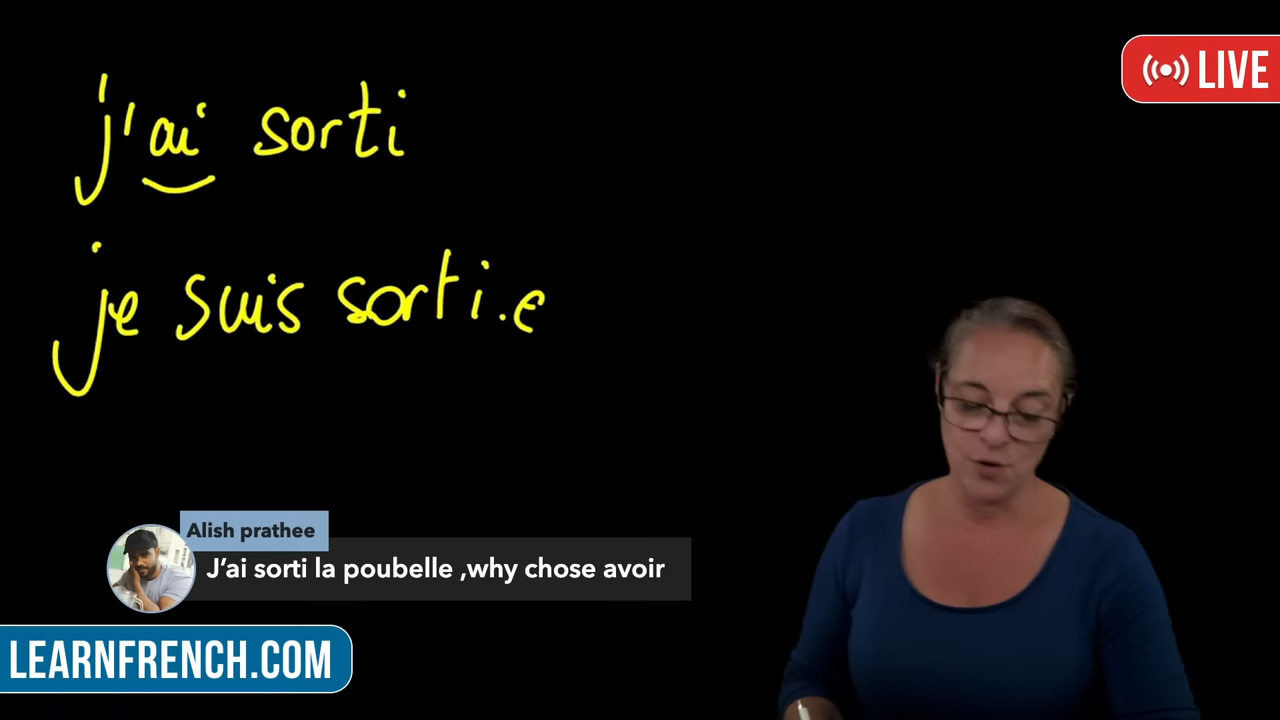 LIVE
j'ai sorti
je suis sorti.e
Alish prathee
J'ai sorti la poubelle ,why chose avoir
LEARNFRENCH.COM